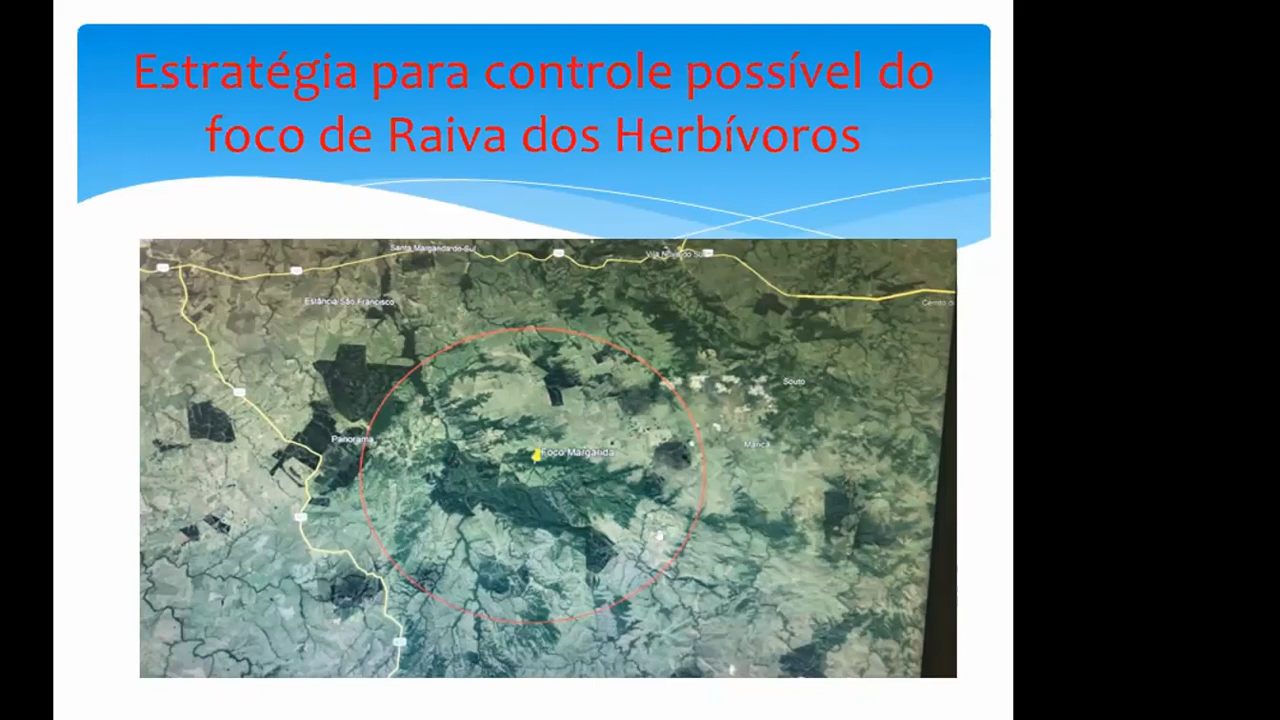 Estratégia para controle possível do
foco de Raiva dos Herbívoros
Santa Margarida do Sul
Vila Nova do Sul
Estância São Francisco
Souto
Panorama
Marica
Foco Margarida